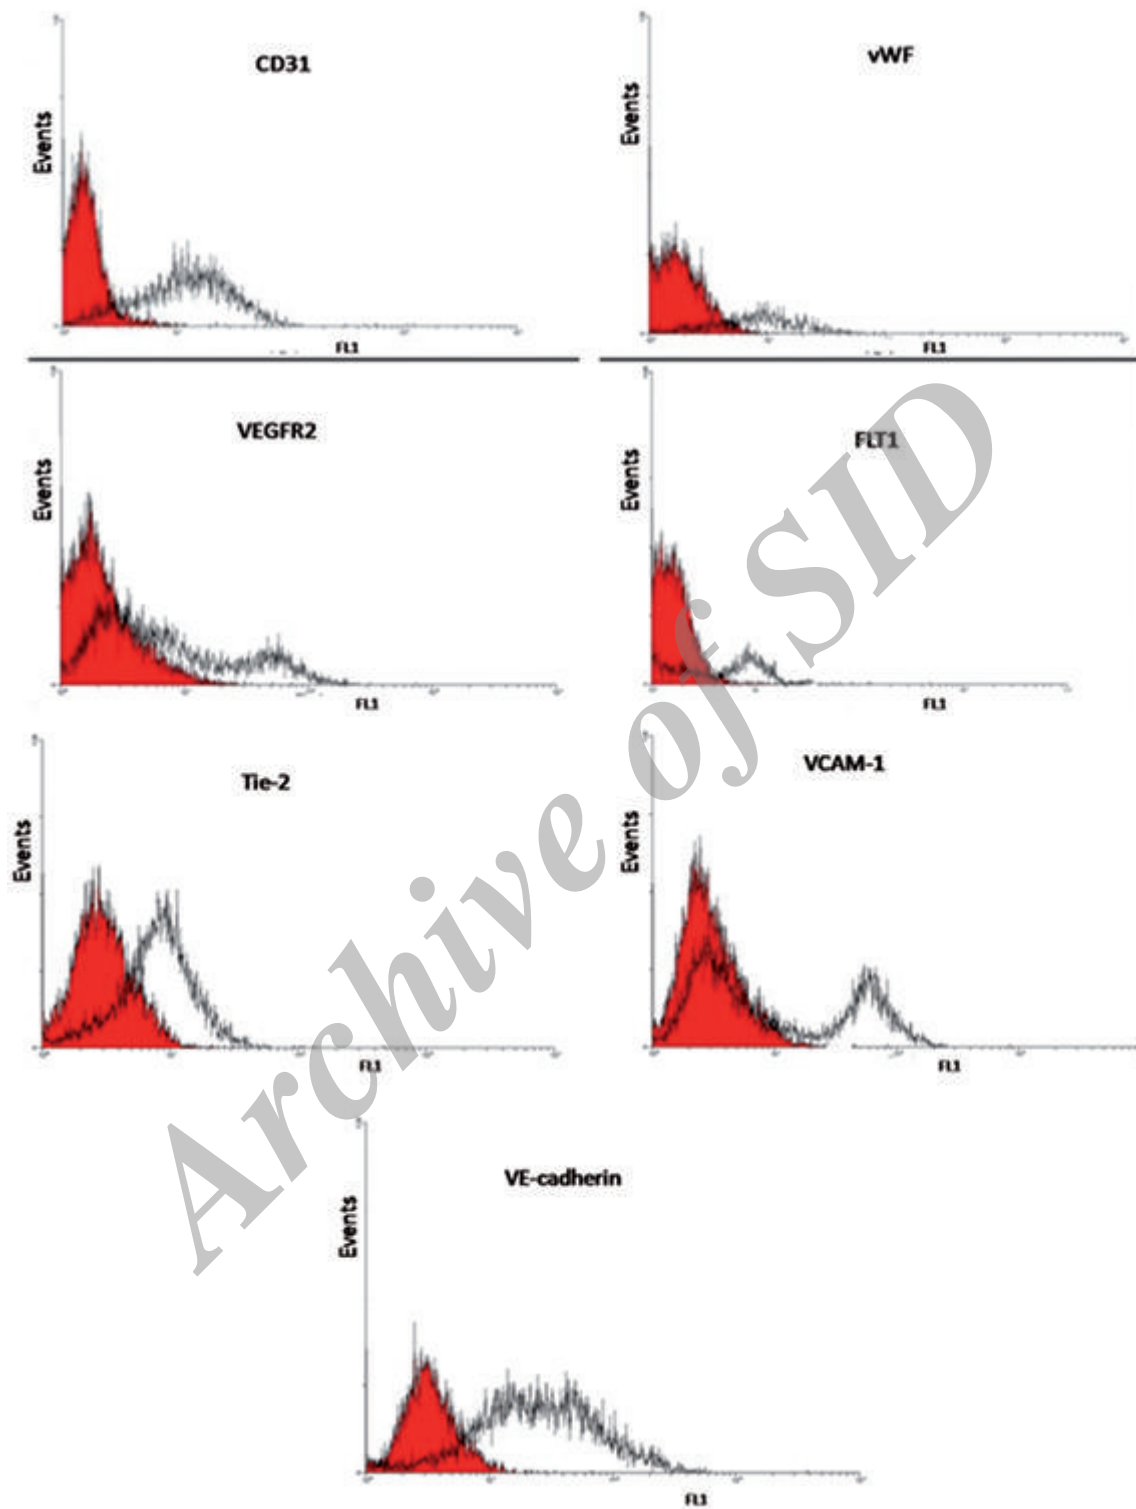 CD31
Events
FL1
vWF
Events
FL1
VEGFR2
Events
FL1
FLT1
Events
FL1
Tie-2
Events
FL1
VCAM-1
Events
FL1
VE-cadherin
Events
FL1
Archive of SID